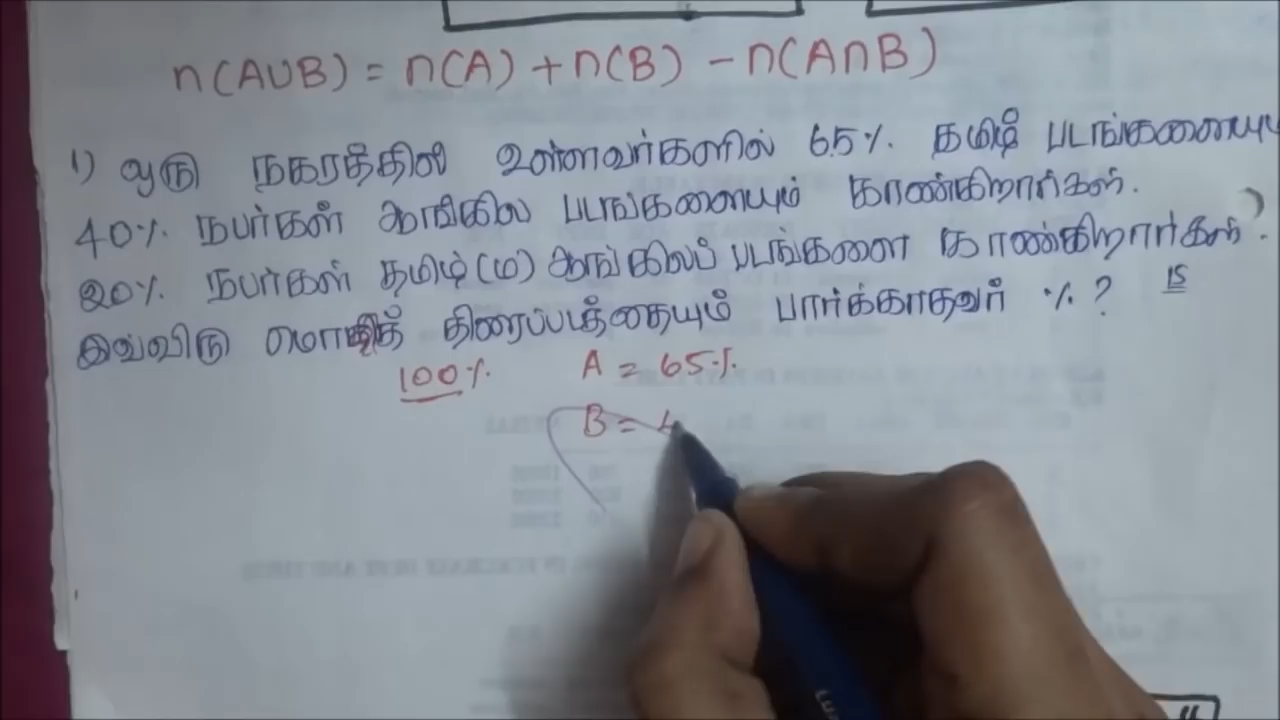 n(A∪B) = n(A) + n(B) - n(A∩B)
1) ஒரு நகரத்தில் உள்ளவர்களில் 65% தமிழ் படங்களையும்
40% நபர்கள் ஆங்கில படங்களையும் காண்கிறார்கள்.
20% நபர்கள் தமிழ் (ம) ஆங்கிலப் படங்களை காண்கிறார்கள்.
இவ்விரு மொழித் திரைப்படத்தையும் பார்க்காதவர் %? 15
100% A = 65%
B = 4